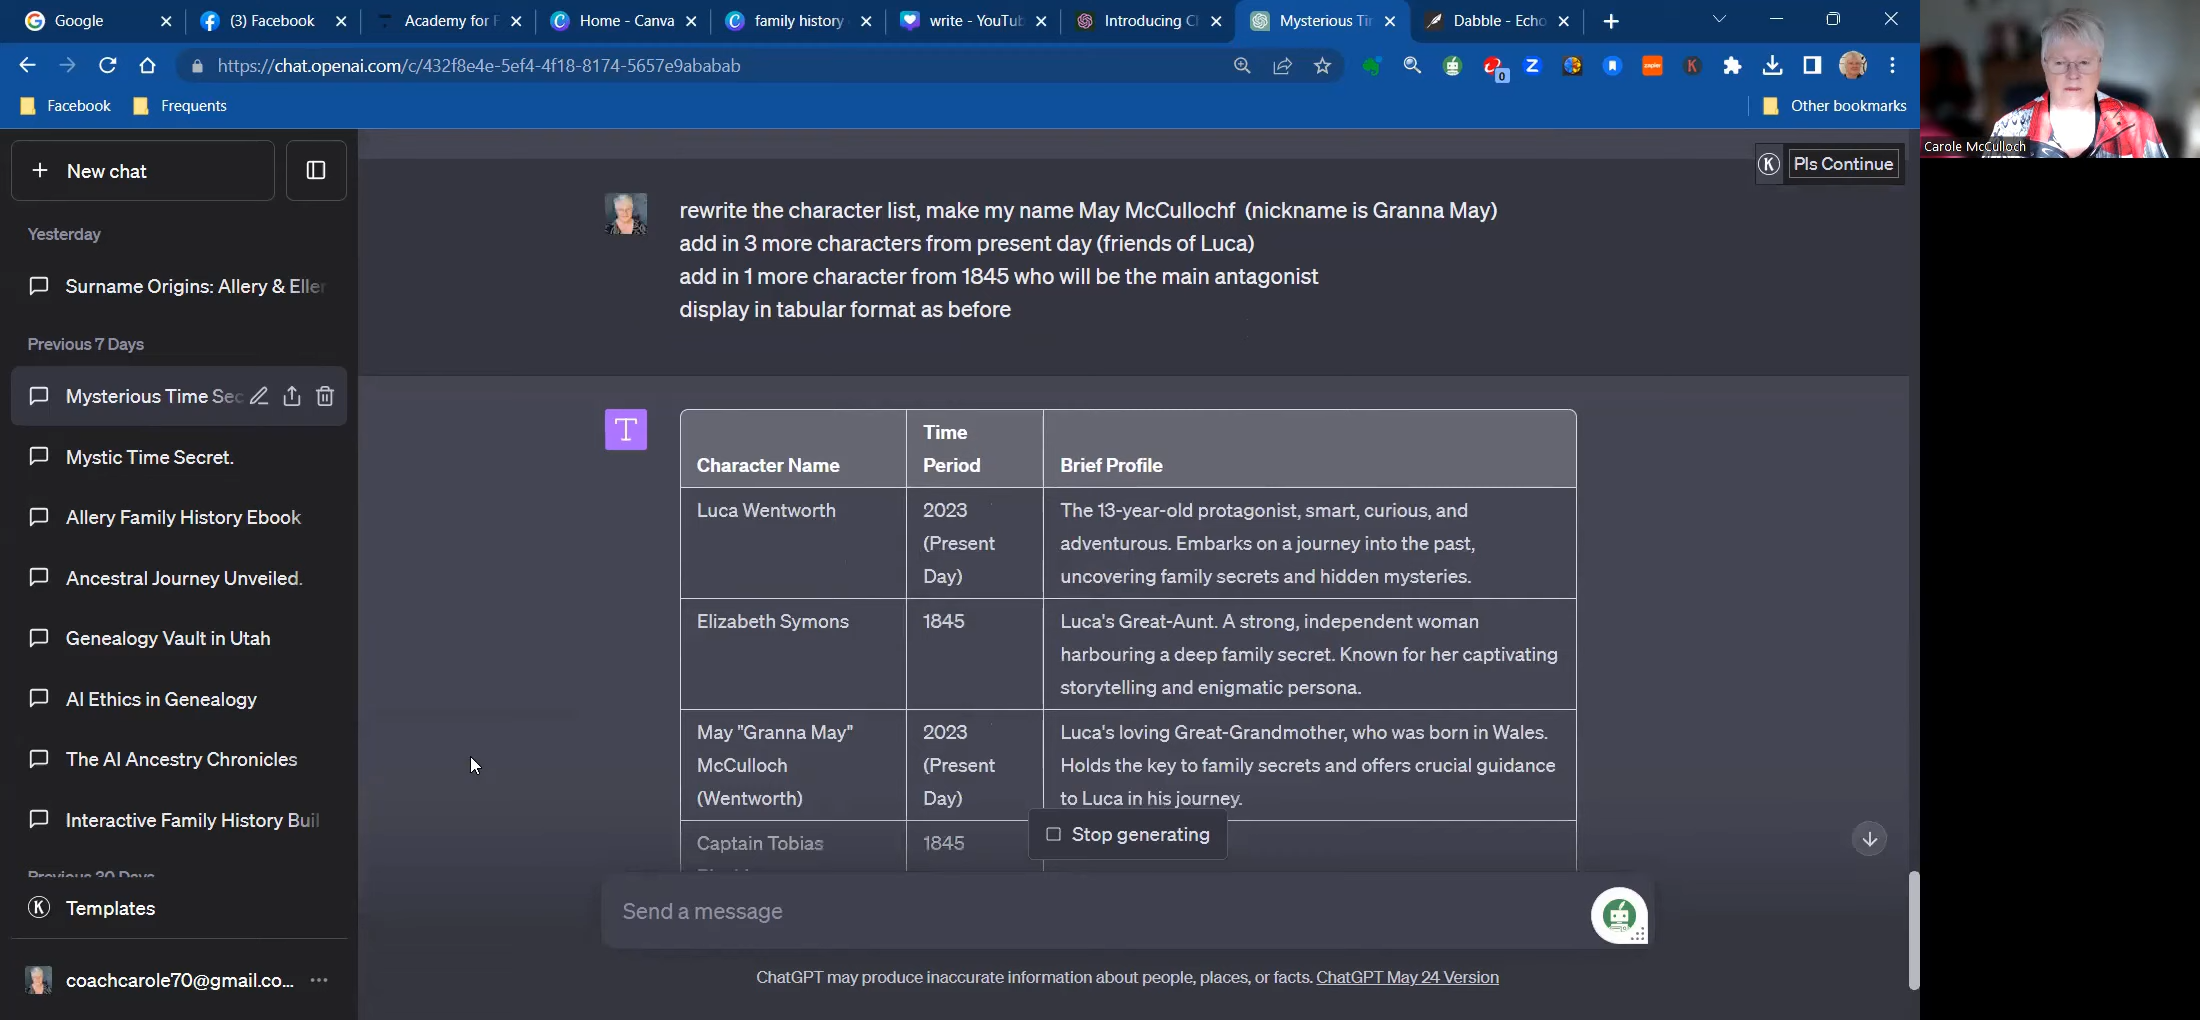 Google
(3) Facebook
Academy for F
Home - Canva
family history
write - YouTub
Introducing Ch
Mysterious Tir
Dabble - Echo
https://chat.openai.com/c/432f8e4e-5ef4-4f18-8174-5657e9ababab
Facebook
Frequents
Other bookmarks
Carole McCulloch
New chat
Yesterday
Surname Origins: Allery & Eller
Previous 7 Days
Mysterious Time Sec
Mystic Time Secret.
Allery Family History Ebook
Ancestral Journey Unveiled.
Genealogy Vault in Utah
AI Ethics in Genealogy
The AI Ancestry Chronicles
Interactive Family History Buil
Previous 30 Days
Templates
coachcarole70@gmail.co...
Pls Continue
rewrite the character list, make my name May McCullochf (nickname is Granna May)
add in 3 more characters from present day (friends of Luca)
add in 1 more character from 1845 who will be the main antagonist
display in tabular format as before
Character Name
Time
Period
Brief Profile
Luca Wentworth
2023
(Present
Day)
The 13-year-old protagonist, smart, curious, and
adventurous. Embarks on a journey into the past,
uncovering family secrets and hidden mysteries.
Elizabeth Symons
1845
Luca's Great-Aunt. A strong, independent woman
harbouring a deep family secret. Known for her captivating
storytelling and enigmatic persona.
May "Granna May"
McCulloch
(Wentworth)
2023
(Present
Day)
Luca's loving Great-Grandmother, who was born in Wales.
Holds the key to family secrets and offers crucial guidance
to Luca in his journey.
Captain Tobias
1845
Stop generating
Send a message
ChatGPT may produce inaccurate information about people, places, or facts. ChatGPT May 24 Version